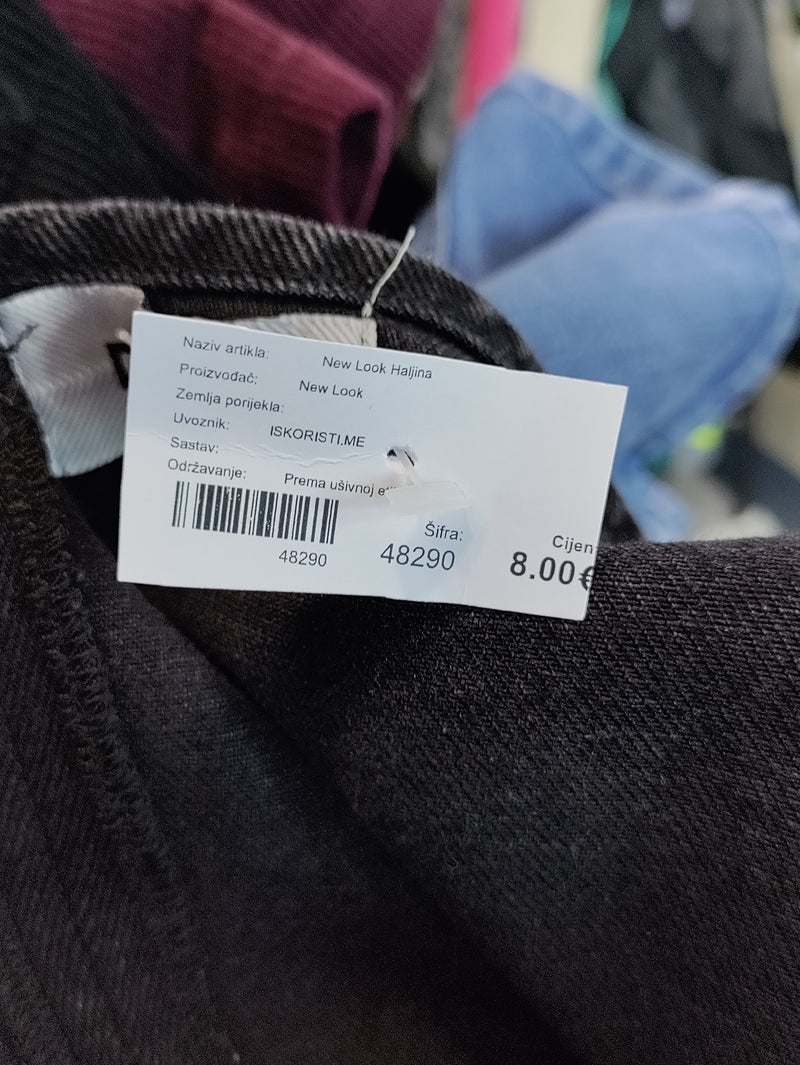 Naziv artikla: New Look Haljina
Proizvođač: New Look
Zemlja porijekla:
Uvoznik: ISKORISTI.ME
Sastav:
Održavanje: Prema ušivnoj
48290
Šifra:
48290
Cijen
8.00€